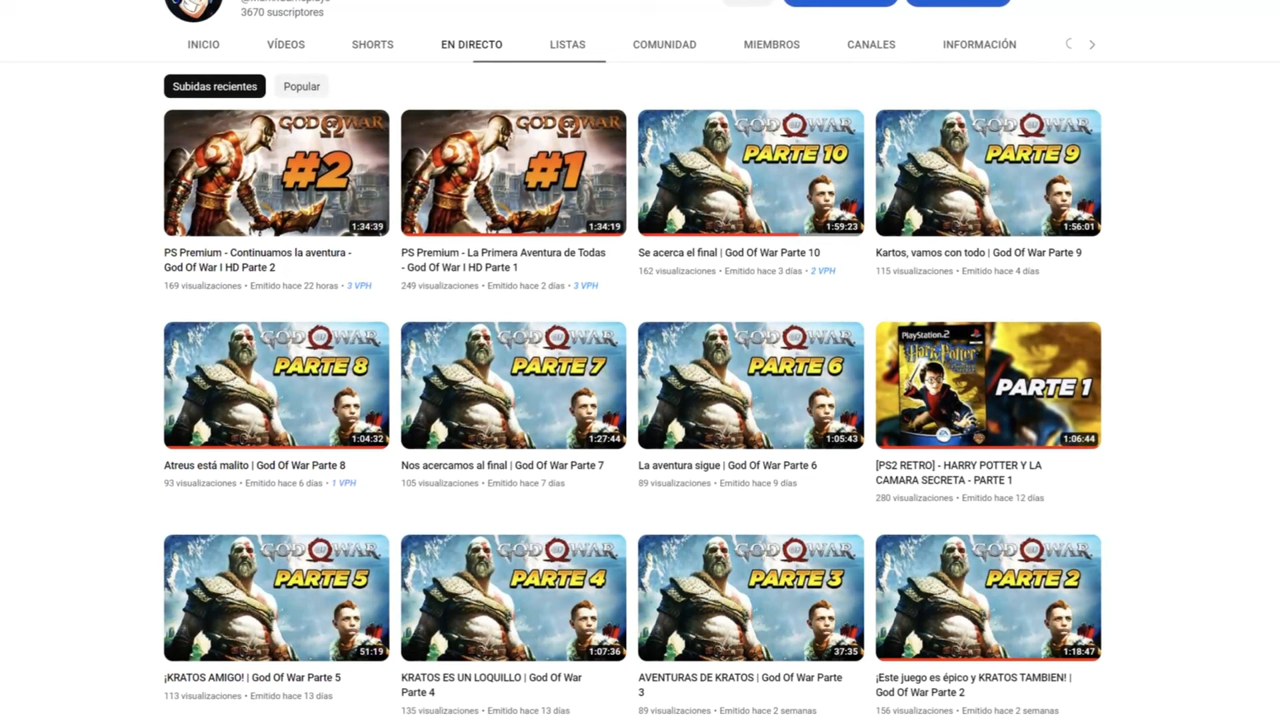 3670 suscriptores
INICIO VÍDEOS SHORTS EN DIRECTO LISTAS COMUNIDAD MIEMBROS CANALES INFORMACIÓN
Subidas recientes Popular
GOD OF WAR
#2
1:34:39
GOD OF WAR
#1
1:34:19
GOD OF WAR
PARTE 10
1:59:23
GOD OF WAR
PARTE 9
1:56:01
PS Premium - Continuamos la aventura -
God Of War I HD Parte 2
169 visualizaciones • Emitido hace 22 horas • 3 VPH
PS Premium - La Primera Aventura de Todas
- God Of War I HD Parte 1
249 visualizaciones • Emitido hace 2 días • 3 VPH
Se acerca el final | God Of War Parte 10
162 visualizaciones • Emitido hace 3 días • 2 VPH
Kartos, vamos con todo | God Of War Parte 9
115 visualizaciones • Emitido hace 4 días
GOD OF WAR
PARTE 8
1:04:32
GOD OF WAR
PARTE 7
1:27:44
GOD OF WAR
PARTE 6
1:05:43
PlayStation 2
Harry Potter
EA
PARTE 1
1:06:44
Atreus está malito | God Of War Parte 8
93 visualizaciones • Emitido hace 6 días • 1 VPH
Nos acercamos al final | God Of War Parte 7
105 visualizaciones • Emitido hace 7 días
La aventura sigue | God Of War Parte 6
89 visualizaciones • Emitido hace 9 días
[PS2 RETRO] - HARRY POTTER Y LA
CAMARA SECRETA - PARTE 1
280 visualizaciones • Emitido hace 12 días
GOD OF WAR
PARTE 5
51:19
GOD OF WAR
PARTE 4
1:07:36
GOD OF WAR
PARTE 3
37:35
GOD OF WAR
PARTE 2
1:18:47
¡KRATOS AMIGO! | God Of War Parte 5
113 visualizaciones • Emitido hace 13 días
KRATOS ES UN LOQUILLO | God Of War
Parte 4
135 visualizaciones • Emitido hace 13 días
AVENTURAS DE KRATOS | God Of War Parte
3
89 visualizaciones • Emitido hace 2 semanas
¡Este juego es épico y KRATOS TAMBIEN! |
God Of War Parte 2
156 visualizaciones • Emitido hace 2 semanas